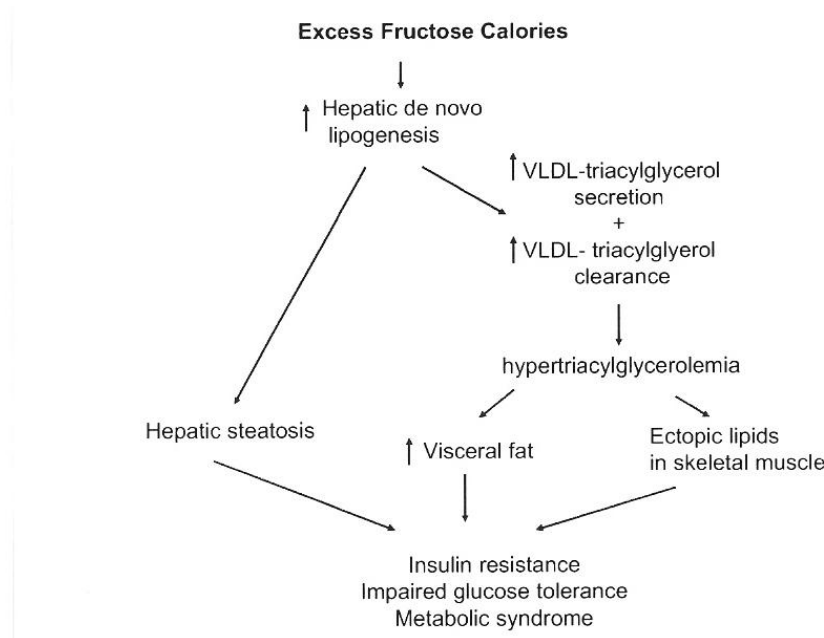 Excess Fructose Calories
↑ Hepatic de novo
lipogenesis
↑ VLDL-triacylglycerol
secretion
+
↑ VLDL- triacylglyerol
clearance
hypertriacylglycerolemia
Hepatic steatosis
↑ Visceral fat
Ectopic lipids
in skeletal muscle
Insulin resistance
Impaired glucose tolerance
Metabolic syndrome